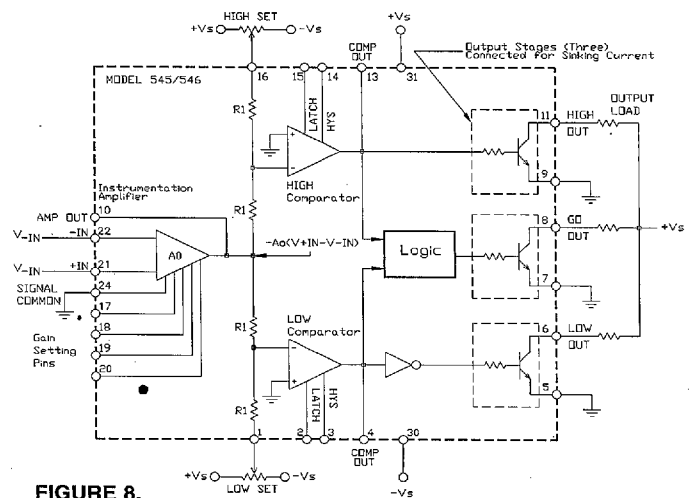 HIGH SET
+Vs -Vs
+Vs
COMP OUT
Output Stages (Three)
Connected for Sinking Current
MODEL 545/546
16
15
14
13
31
LATCH
HYS
R1
OUTPUT LOAD
11
HIGH OUT
9
HIGH Comparator
Instrumentation Amplifier
AMP OUT
10
R1
V-IN
-IN
22
A0
-Ao(V+IN-V-IN)
Logic
8
GO OUT
+Vs
V-IN
+IN
21
SIGNAL COMMON
24
7
17
18
Gain Setting Pins
19
20
R1
LOW Comparator
6
LOW OUT
R1
LATCH
HYS
5
1
2
3
4
30
COMP OUT
+Vs -Vs
LOW SET
-Vs
FIGURE 8.